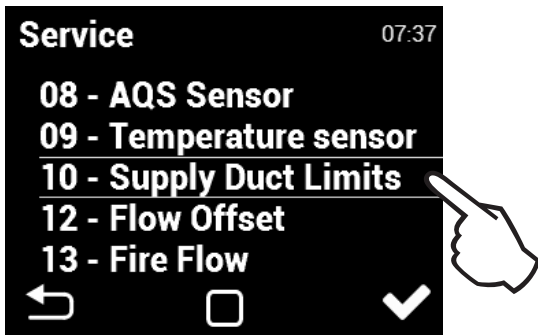 Service 07:37
08 - AQS Sensor
09 - Temperature sensor
10 - Supply Duct Limits
12 - Flow Offset
13 - Fire Flow